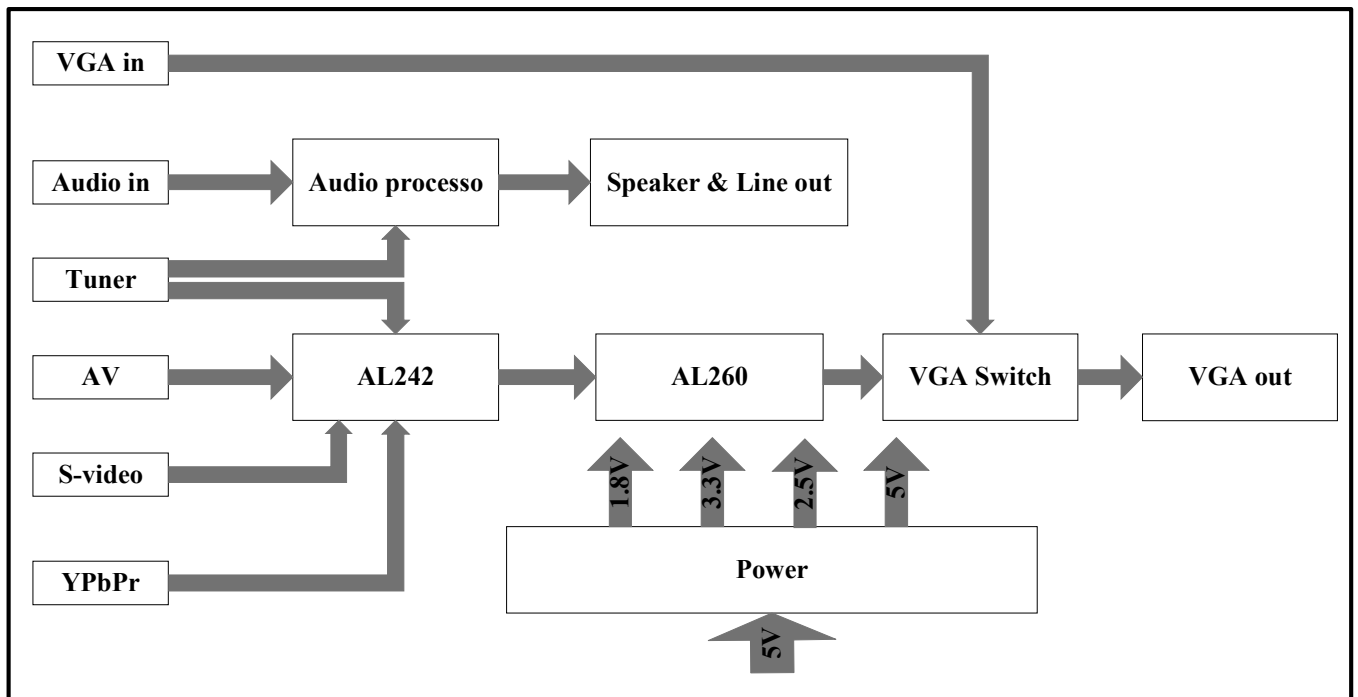 VGA in
Audio in
Audio processo
Speaker & Line out
Tuner
AV
AL242
AL260
VGA Switch
VGA out
S-video
1.8V
3.3V
2.5V
5V
YPbPr
Power
5V